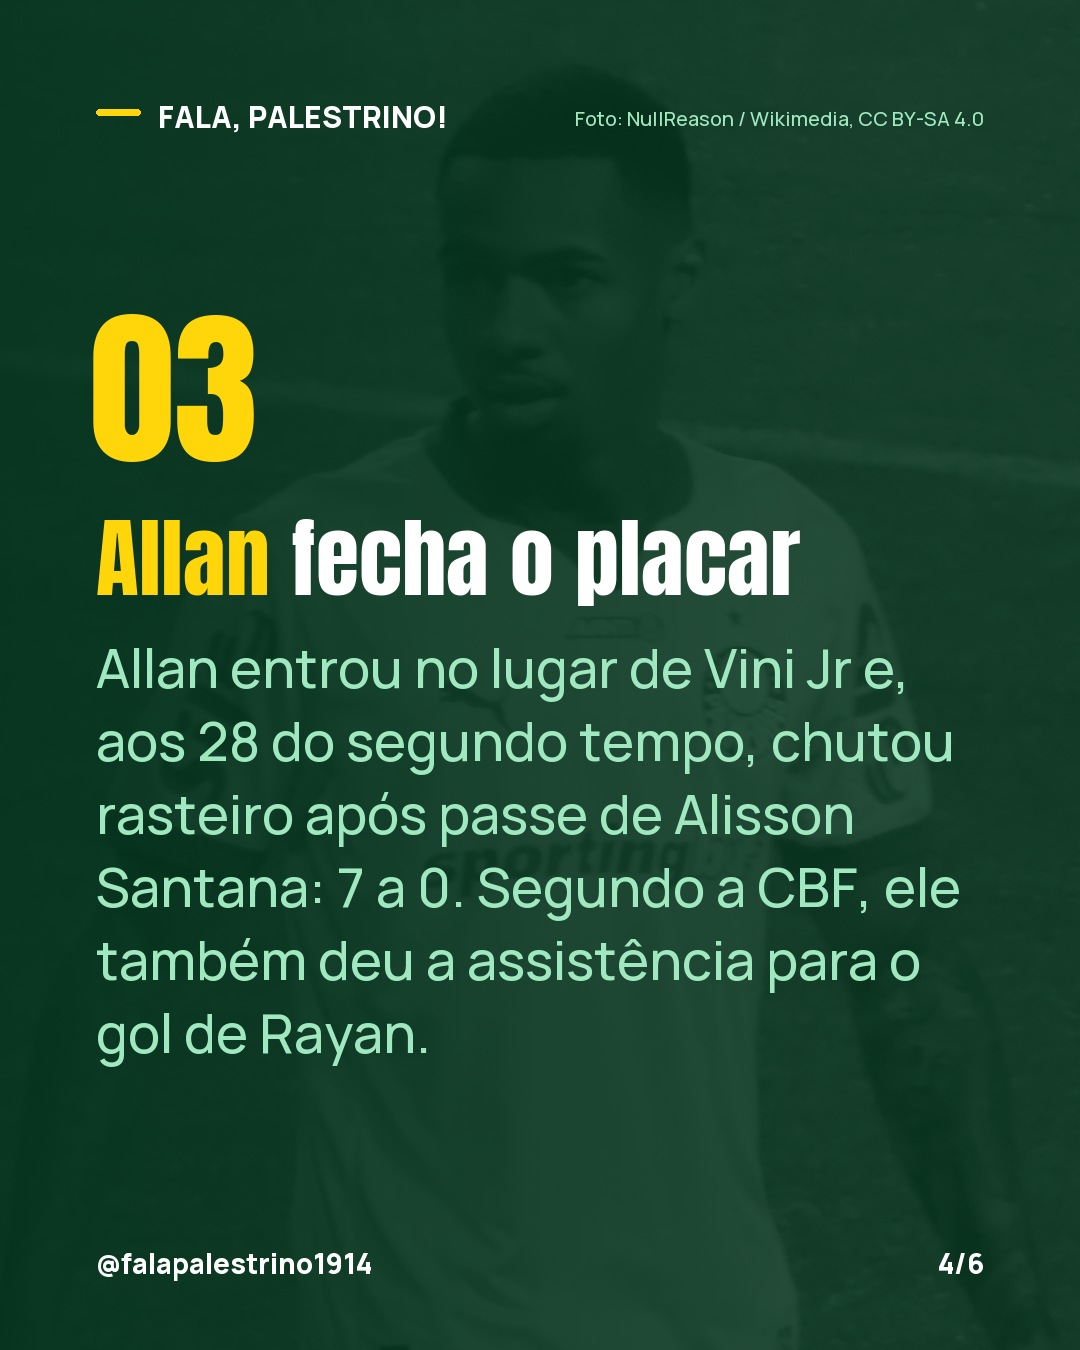 FALA, PALESTRINO!
Foto: NullReason / Wikimedia, CC BY-SA 4.0
03
Allan fecha o placar
Allan entrou no lugar de Vini Jr e,
aos 28 do segundo tempo, chutou
rasteiro após passe de Alisson
Santana: 7 a 0. Segundo a CBF, ele
também deu a assistência para o
gol de Rayan.
sporting
@falapalestrino1914
4/6